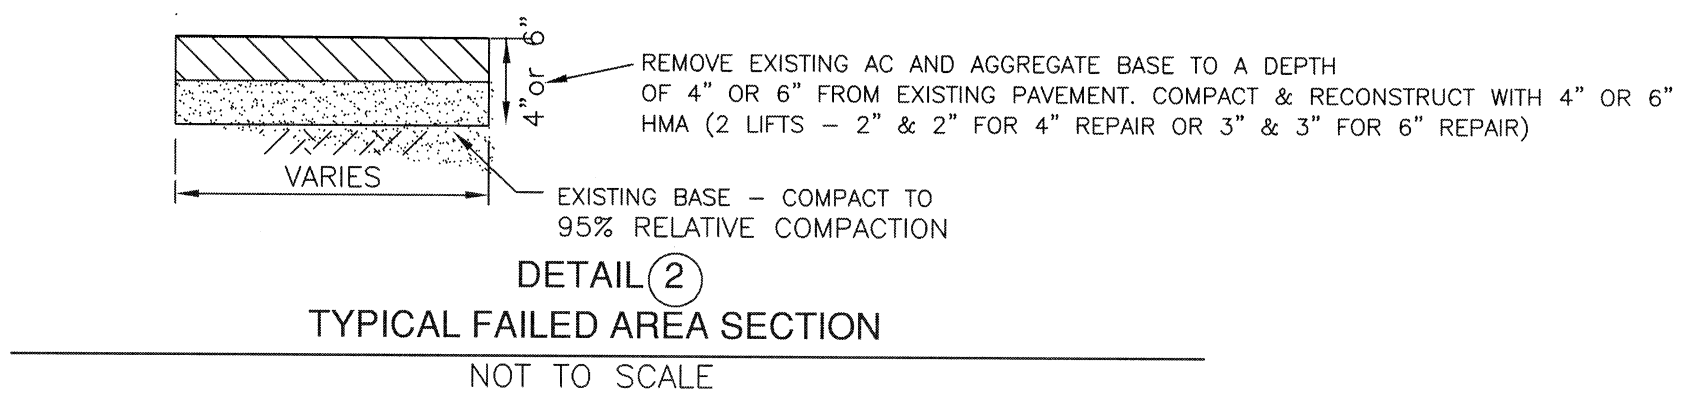 4" or 6"
REMOVE EXISTING AC AND AGGREGATE BASE TO A DEPTH
OF 4" OR 6" FROM EXISTING PAVEMENT. COMPACT & RECONSTRUCT WITH 4" OR 6"
HMA (2 LIFTS – 2" & 2" FOR 4" REPAIR OR 3" & 3" FOR 6" REPAIR)
VARIES
EXISTING BASE – COMPACT TO
95% RELATIVE COMPACTION
DETAIL 2
TYPICAL FAILED AREA SECTION
NOT TO SCALE